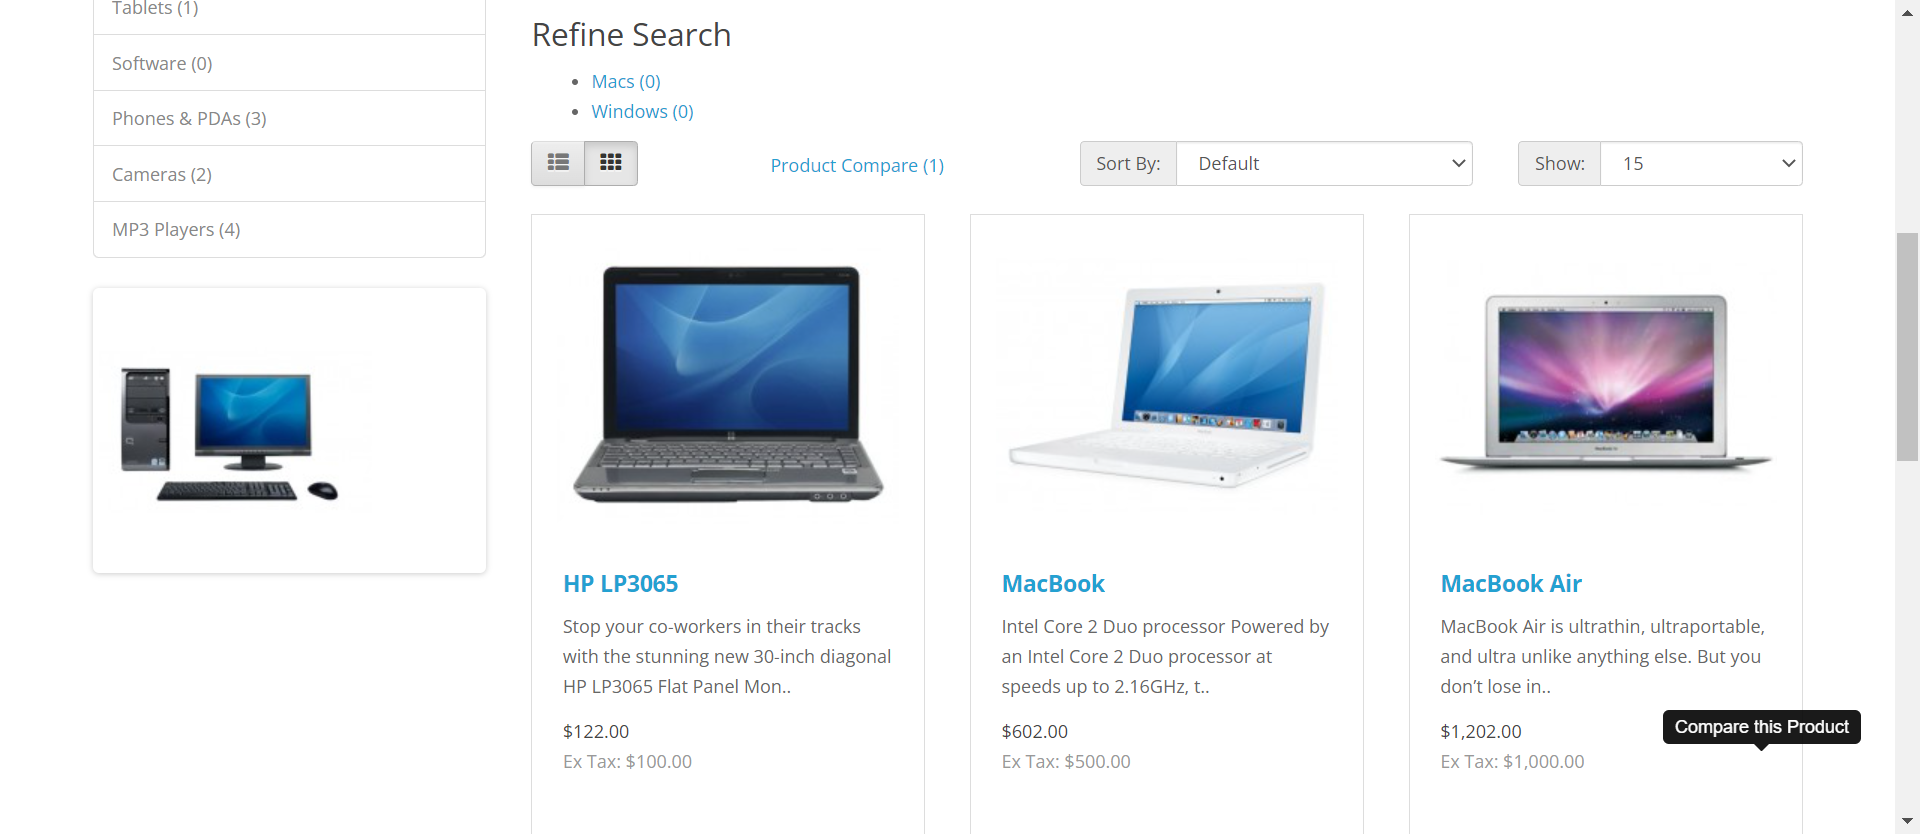 Tablets (1)
Software (0)
Phones & PDAs (3)
Cameras (2)
MP3 Players (4)
Refine Search
Macs (0)
Windows (0)
Product Compare (1)
Sort By:
Default
Show:
15
HP LP3065
Stop your co-workers in their tracks
with the stunning new 30-inch diagonal
HP LP3065 Flat Panel Mon..
$122.00
Ex Tax: $100.00
MacBook
Intel Core 2 Duo processor Powered by
an Intel Core 2 Duo processor at
speeds up to 2.16GHz, t..
$602.00
Ex Tax: $500.00
MacBook Air
MacBook Air is ultrathin, ultraportable,
and ultra unlike anything else. But you
don’t lose in..
$1,202.00
Ex Tax: $1,000.00
Compare this Product